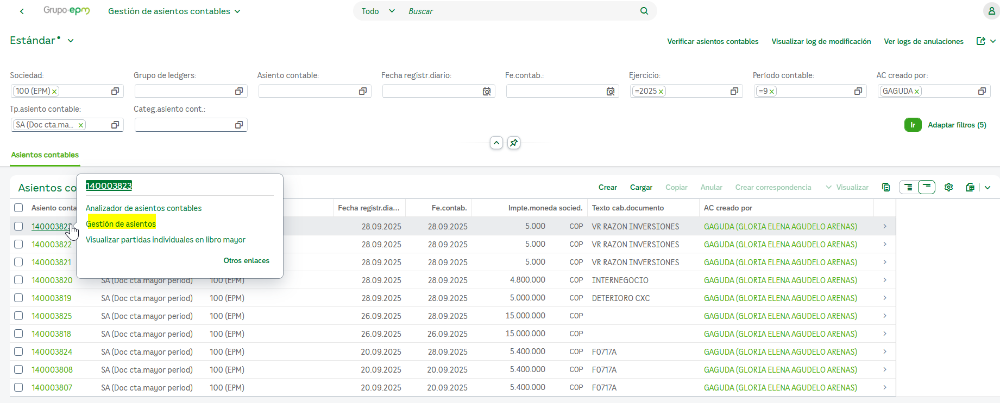 Grupo·epm Gestión de asientos contables Todo Buscar
Estándar* Verificar asientos contables Visualizar log de modificación Ver logs de anulaciones
Sociedad: Grupo de ledgers: Asiento contable: Fecha registr.diario: Fe.contab.: Ejercicio: Período contable: AC creado por:
100 (EPM) =2025 =9 GAGUDA
Tp.asiento contable: Categ.asiento cont.:
SA (Doc cta.ma... Ir Adaptar filtros (5)
Asientos contables
140003823
Analizador de asientos contables
Gestión de asientos
Visualizar partidas individuales en libro mayor
Otros enlaces
Asientos co Crear Cargar Copiar Anular Crear correspondencia Visualizar
Asiento conta Fecha registr.dia... Fe.contab. Impte.moneda socied. Texto cab.documento AC creado por
140003823 28.09.2025 28.09.2025 5.000 COP VR RAZON INVERSIONES GAGUDA (GLORIA ELENA AGUDELO ARENAS)
140003822 28.09.2025 28.09.2025 5.000 COP VR RAZON INVERSIONES GAGUDA (GLORIA ELENA AGUDELO ARENAS)
140003821 28.09.2025 28.09.2025 5.000 COP VR RAZON INVERSIONES GAGUDA (GLORIA ELENA AGUDELO ARENAS)
140003820 SA (Doc cta.mayor period) 100 (EPM) 28.09.2025 28.09.2025 4.800.000 COP INTERNEGOCIO GAGUDA (GLORIA ELENA AGUDELO ARENAS)
140003819 SA (Doc cta.mayor period) 100 (EPM) 28.09.2025 28.09.2025 5.000.000 COP DETERIORO CXC GAGUDA (GLORIA ELENA AGUDELO ARENAS)
140003825 SA (Doc cta.mayor period) 100 (EPM) 26.09.2025 28.09.2025 15.000.000 COP GAGUDA (GLORIA ELENA AGUDELO ARENAS)
140003818 SA (Doc cta.mayor period) 100 (EPM) 26.09.2025 26.09.2025 15.000.000 COP GAGUDA (GLORIA ELENA AGUDELO ARENAS)
140003824 SA (Doc cta.mayor period) 100 (EPM) 20.09.2025 28.09.2025 5.400.000 COP F0717A GAGUDA (GLORIA ELENA AGUDELO ARENAS)
140003808 SA (Doc cta.mayor period) 100 (EPM) 20.09.2025 20.09.2025 5.400.000 COP F0717A GAGUDA (GLORIA ELENA AGUDELO ARENAS)
140003807 SA (Doc cta.mayor period) 100 (EPM) 20.09.2025 20.09.2025 5.400.000 COP F0717A GAGUDA (GLORIA ELENA AGUDELO ARENAS)